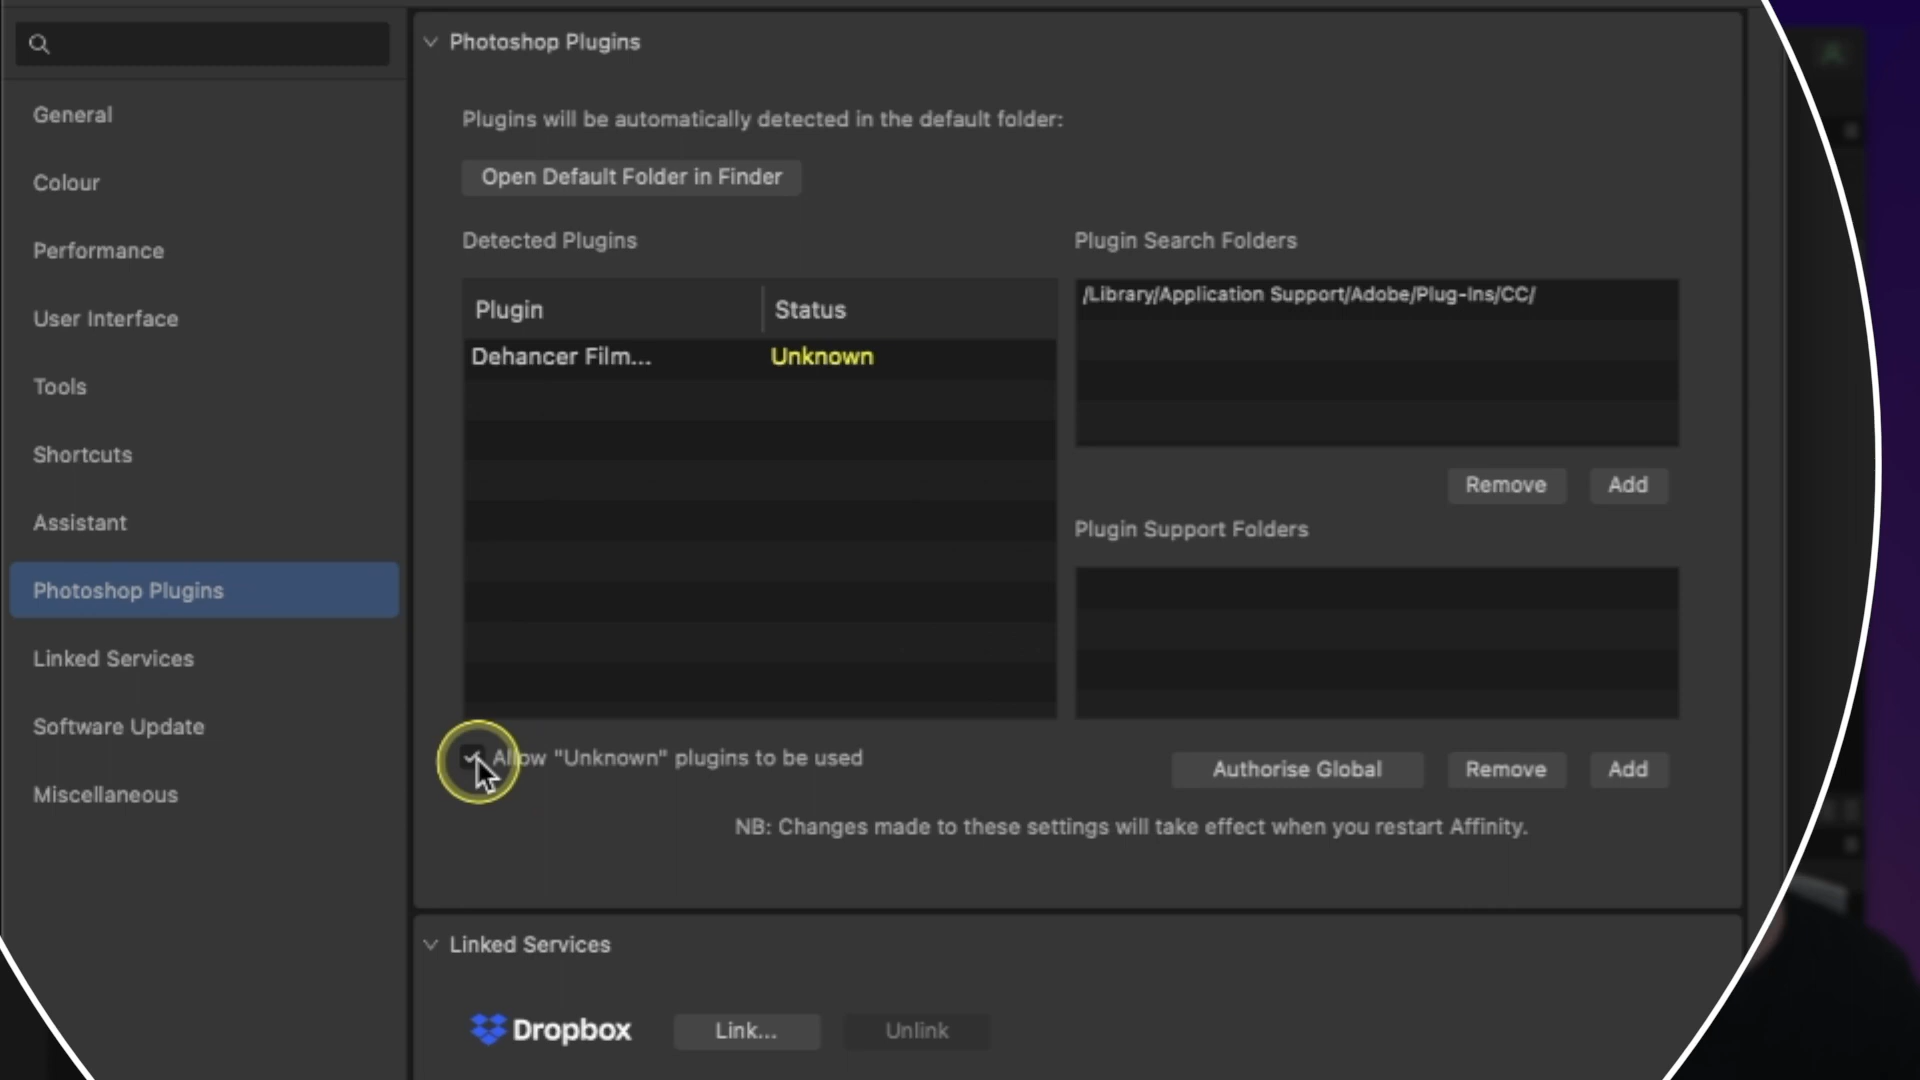 Photoshop Plugins
General
Colour
Performance
User Interface
Tools
Shortcuts
Assistant
Photoshop Plugins
Linked Services
Software Update
Miscellaneous
Plugins will be automatically detected in the default folder:
Open Default Folder in Finder
Detected Plugins
Plugin Status
Dehancer Film... Unknown
Plugin Search Folders
/Library/Application Support/Adobe/Plug-Ins/CC/
Remove Add
Plugin Support Folders
Allow "Unknown" plugins to be used
Authorise Global Remove Add
NB: Changes made to these settings will take effect when you restart Affinity.
Linked Services
Dropbox Link... Unlink